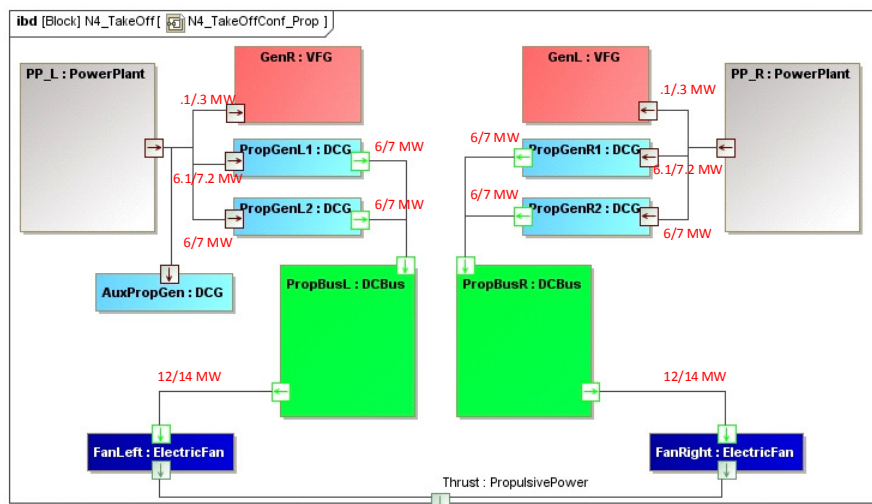 ibd [Block] N4_TakeOff[ N4_TakeOffConf_Prop ]
GenR : VFG
GenL : VFG
PP_L : PowerPlant
PP_R : PowerPlant
.1/.3 MW
.1/.3 MW
PropGenL1 : DCG
6/7 MW
6/7 MW
PropGenR1 : DCG
6.1/7.2 MW
6.1/7.2 MW
PropGenL2 : DCG
6/7 MW
6/7 MW
PropGenR2 : DCG
6/7 MW
6/7 MW
AuxPropGen : DCG
PropBusL : DCBus
PropBusR : DCBus
12/14 MW
12/14 MW
FanLeft : ElectricFan
FanRight : ElectricFan
Thrust : PropulsivePower